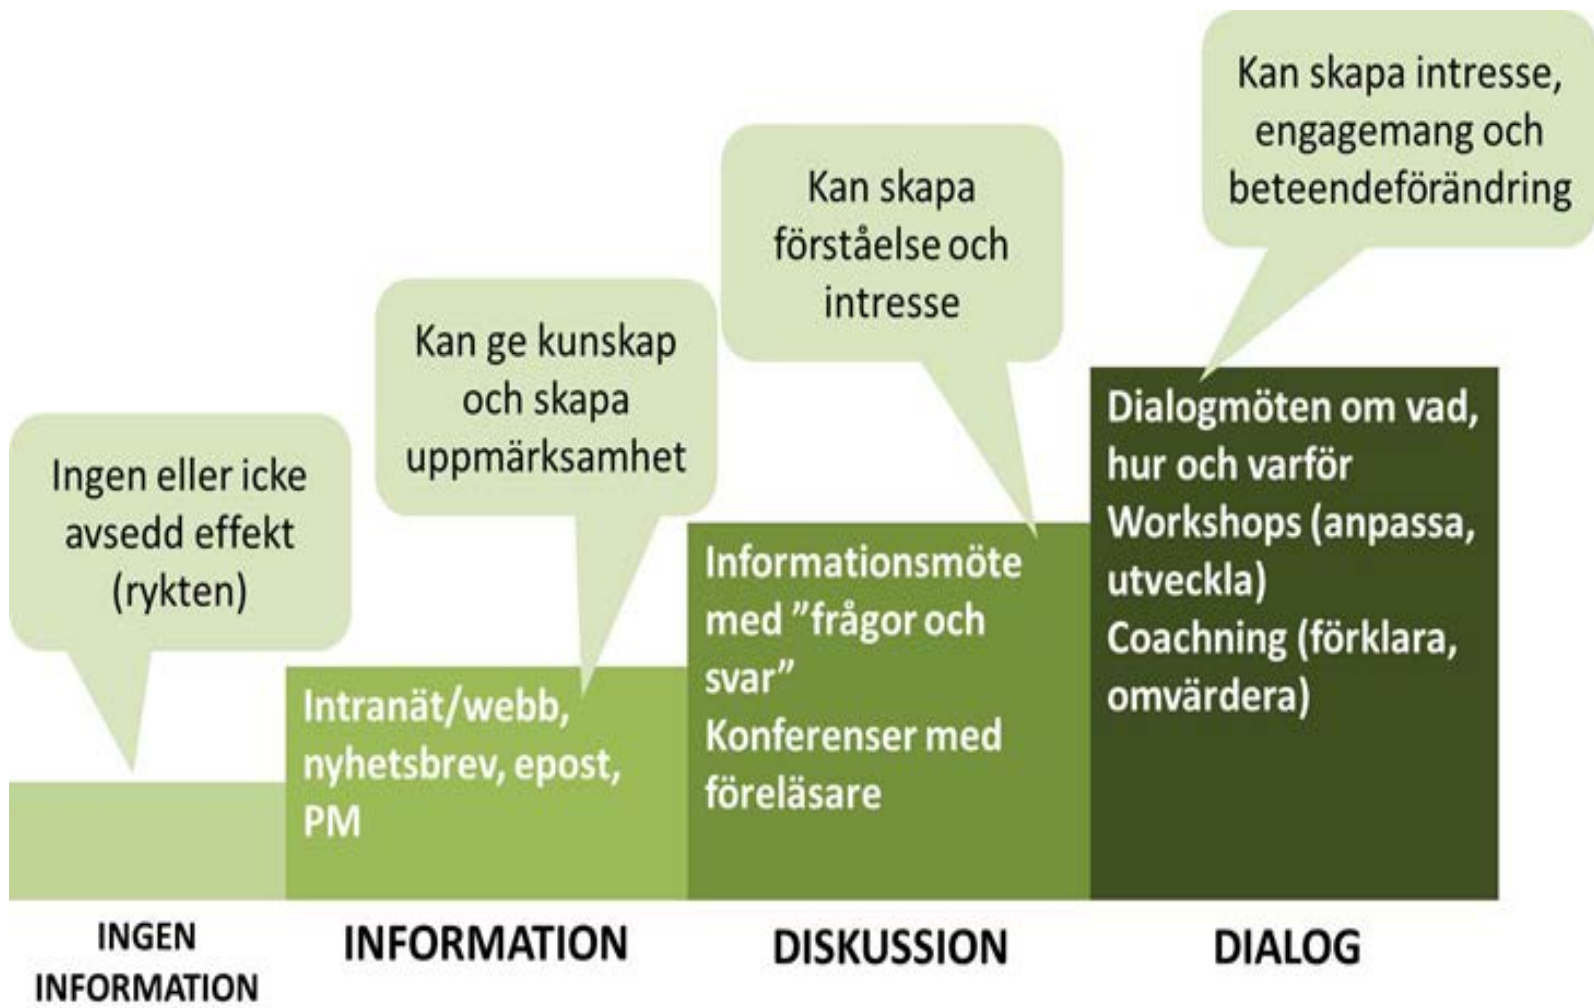 Ingen eller icke
avsedd effekt
(rykten)
Kan ge kunskap
och skapa
uppmärksamhet
Kan skapa
förståelse och
intresse
Kan skapa intresse,
engagemang och
beteendeförändring
Intranät/webb,
nyhetsbrev, epost,
PM
Informationsmöte
med ”frågor och
svar”
Konferenser med
föreläsare
Dialogmöten om vad,
hur och varför
Workshops (anpassa,
utveckla)
Coachning (förklara,
omvärdera)
INGEN
INFORMATION
INFORMATION
DISKUSSION
DIALOG